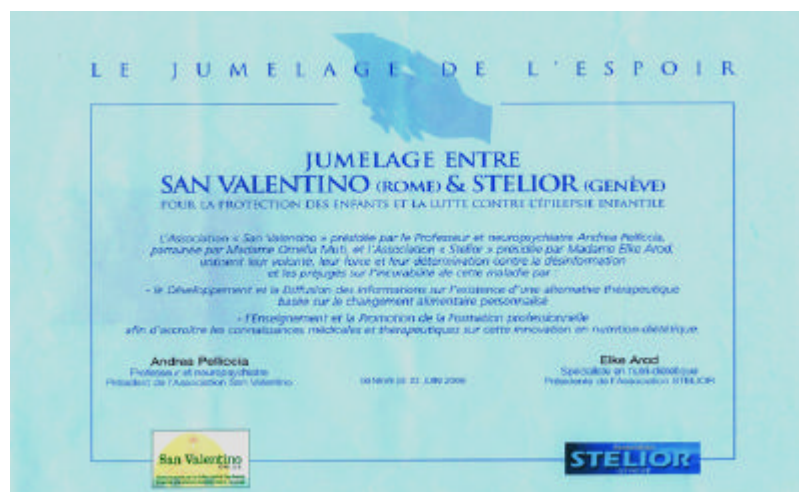 LE JUMELAGE DE L'ESPOIR
JUMELAGE ENTRE
SAN VALENTINO (ROME) & STELIOR (GENÈVE)
POUR LA PROTECTION DES ENFANTS ET LA LUTTE CONTRE L'ÉPILEPSIE INFANTILE
L'Association « San Valentino » présidée par le Professeur et neuropsychiatre Andrea Pelliccia,
parrainée par Madame Ornella Muti, et l'Association « Stelior » présidée par Madame Elke Arod,
unissent leur volonté, leur force et leur détermination contre la désinformation
et les préjugés sur l'incurabilité de cette maladie par
- le Développement et la Diffusion des Informations sur l'existence d'une alternative thérapeutique
basée sur le changement alimentaire personnalisé
- l'Enseignement et la Promotion de la Formation professionnelle
afin d'accroître les connaissances médicales et thérapeutiques sur cette innovation en nutrition-diététique.
Andrea Pelliccia
Professeur et neuropsychiatre
Président de l'Association San Valentino
JUIN
Elke Arod
Spécialiste en nutri-diététique
Présidente de l'Association STELIOR
San Valentino
STELIOR